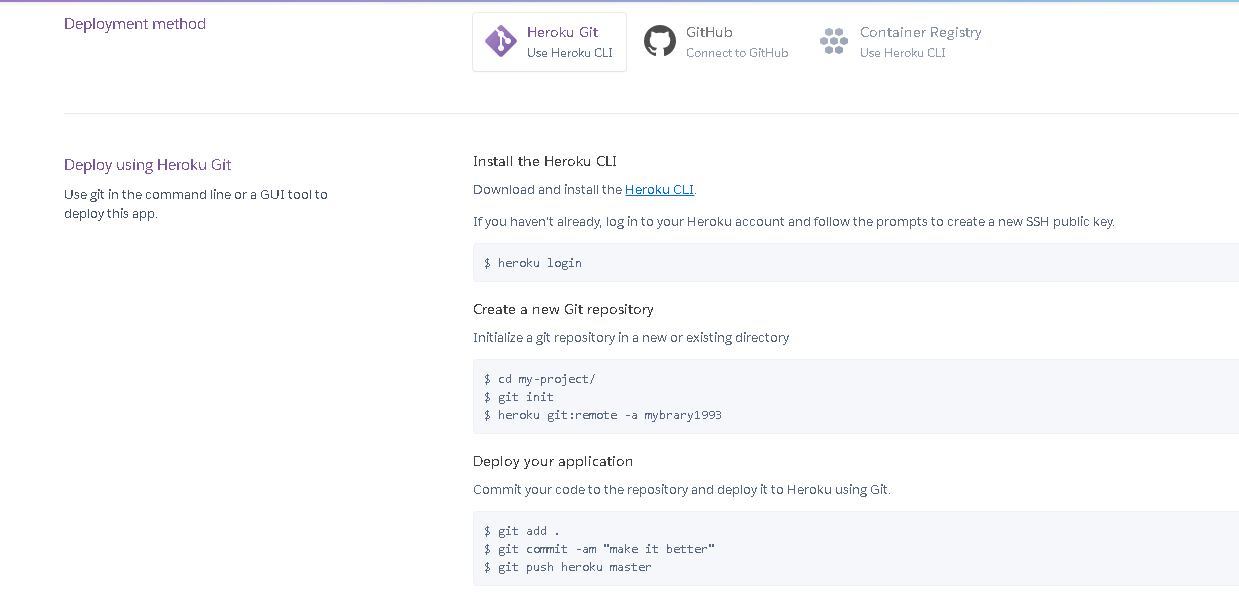 Deployment method
Heroku Git
Use Heroku CLI
GitHub
Connect to GitHub
Container Registry
Use Heroku CLI
Deploy using Heroku Git
Use git in the command line or a GUI tool to
deploy this app.
Install the Heroku CLI
Download and install the Heroku CLI.
If you haven't already, log in to your Heroku account and follow the prompts to create a new SSH public key.
$ heroku login
Create a new Git repository
Initialize a git repository in a new or existing directory
$ cd my-project/
$ git init
$ heroku git:remote -a mybrary1993
Deploy your application
Commit your code to the repository and deploy it to Heroku using Git.
$ git add .
$ git commit -am "make it better"
$ git push heroku master